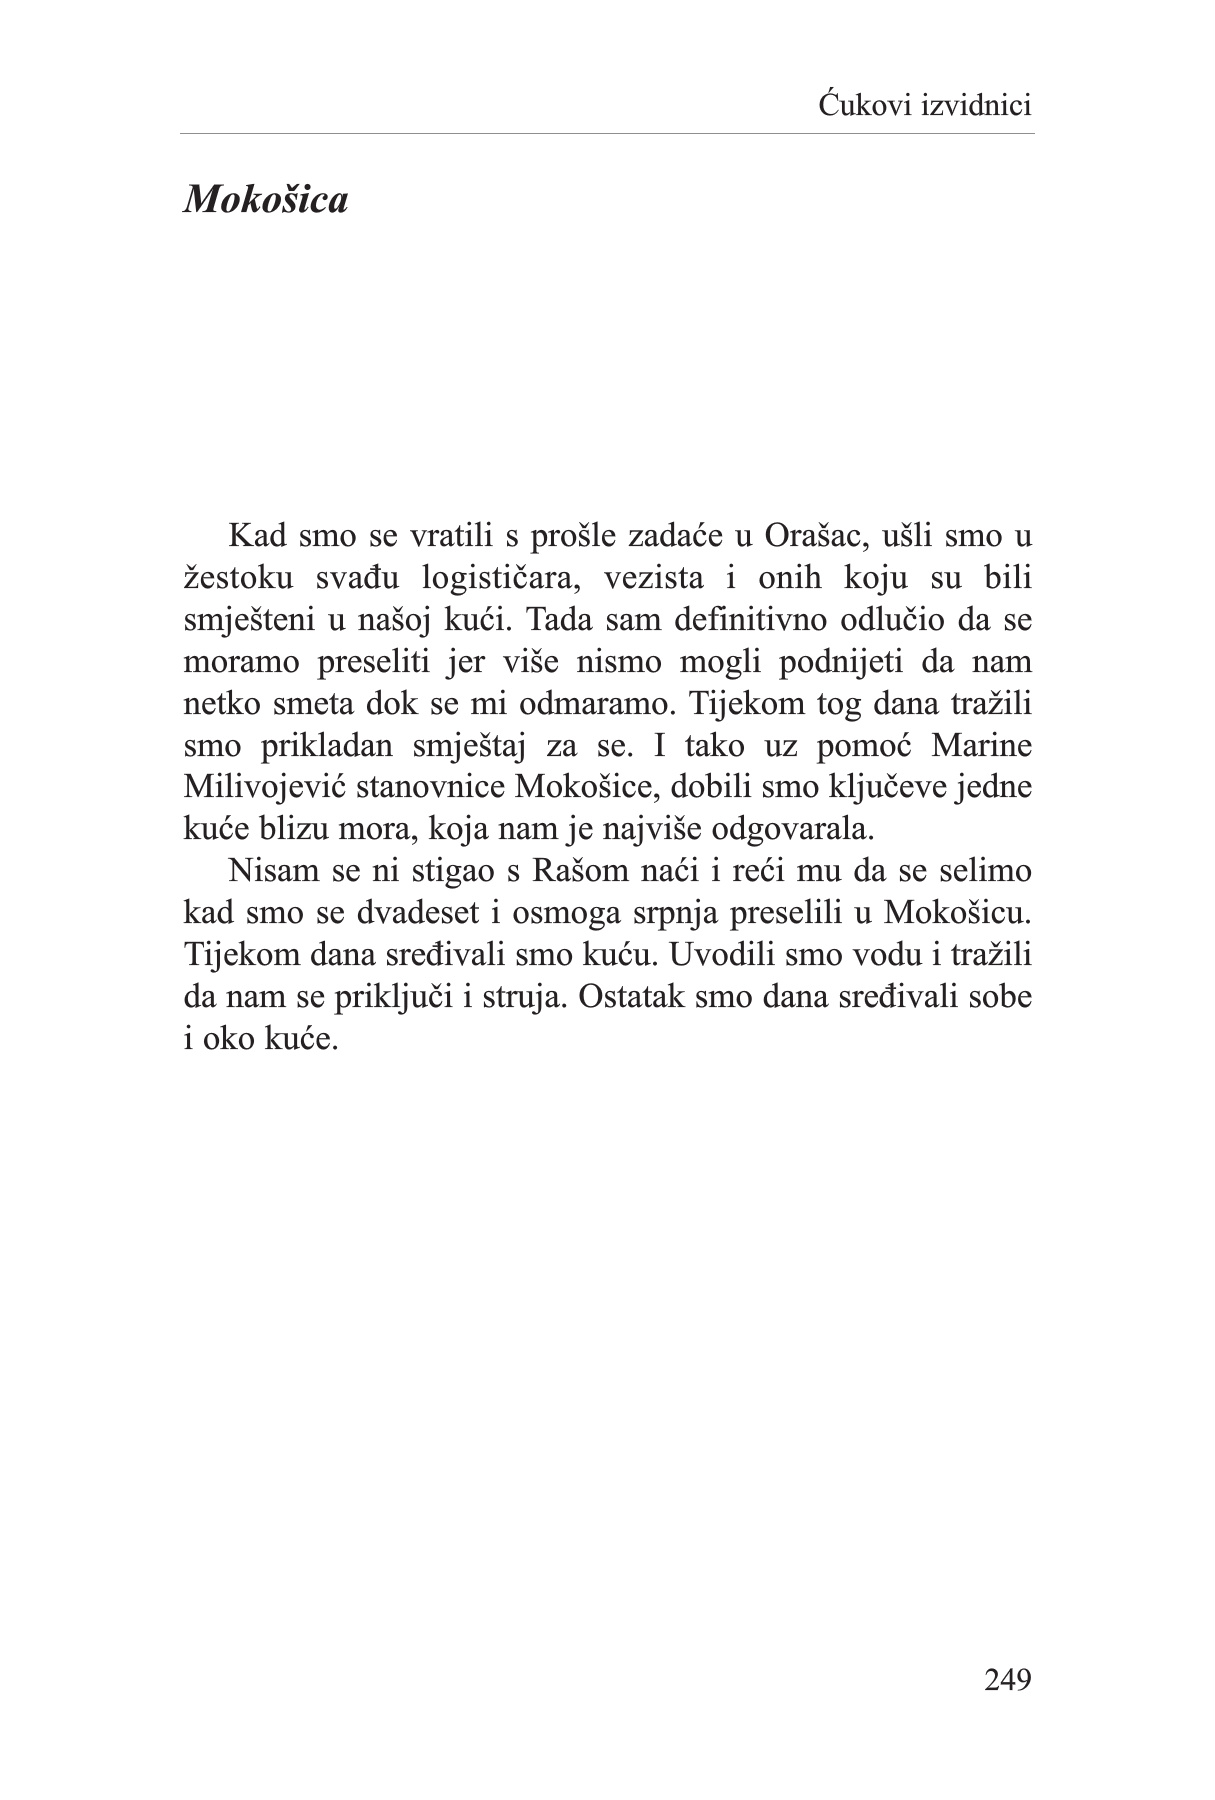 Ćukovi izvidnici
Mokošica
Kad smo se vratili s prošle zadaće u Orašac, ušli smo u
žestoku svađu logističara, vezista i onih koju su bili
smješteni u našoj kući. Tada sam definitivno odlučio da se
moramo preseliti jer više nismo mogli podnijeti da nam
netko smeta dok se mi odmaramo. Tijekom tog dana tražili
smo prikladan smještaj za se. I tako uz pomoć Marine
Milivojević stanovnice Mokošice, dobili smo ključeve jedne
kuće blizu mora, koja nam je najviše odgovarala.
Nisam se ni stigao s Rašom naći i reći mu da se selimo
kad smo se dvadeset i osmoga srpnja preselili u Mokošicu.
Tijekom dana sređivali smo kuću. Uvodili smo vodu i tražili
da nam se priključi i struja. Ostatak smo dana sređivali sobe
i oko kuće.
249